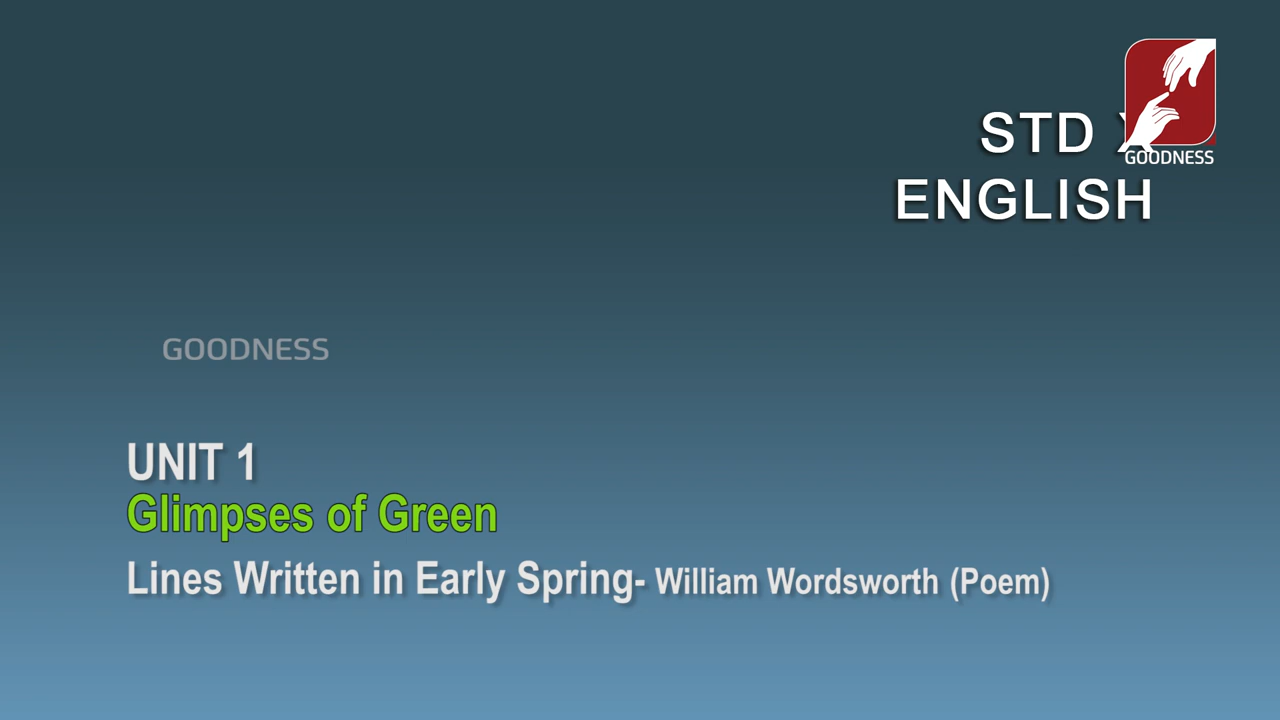 STD X
GOODNESS
ENGLISH
GOODNESS
UNIT 1
Glimpses of Green
Lines Written in Early Spring- William Wordsworth (Poem)